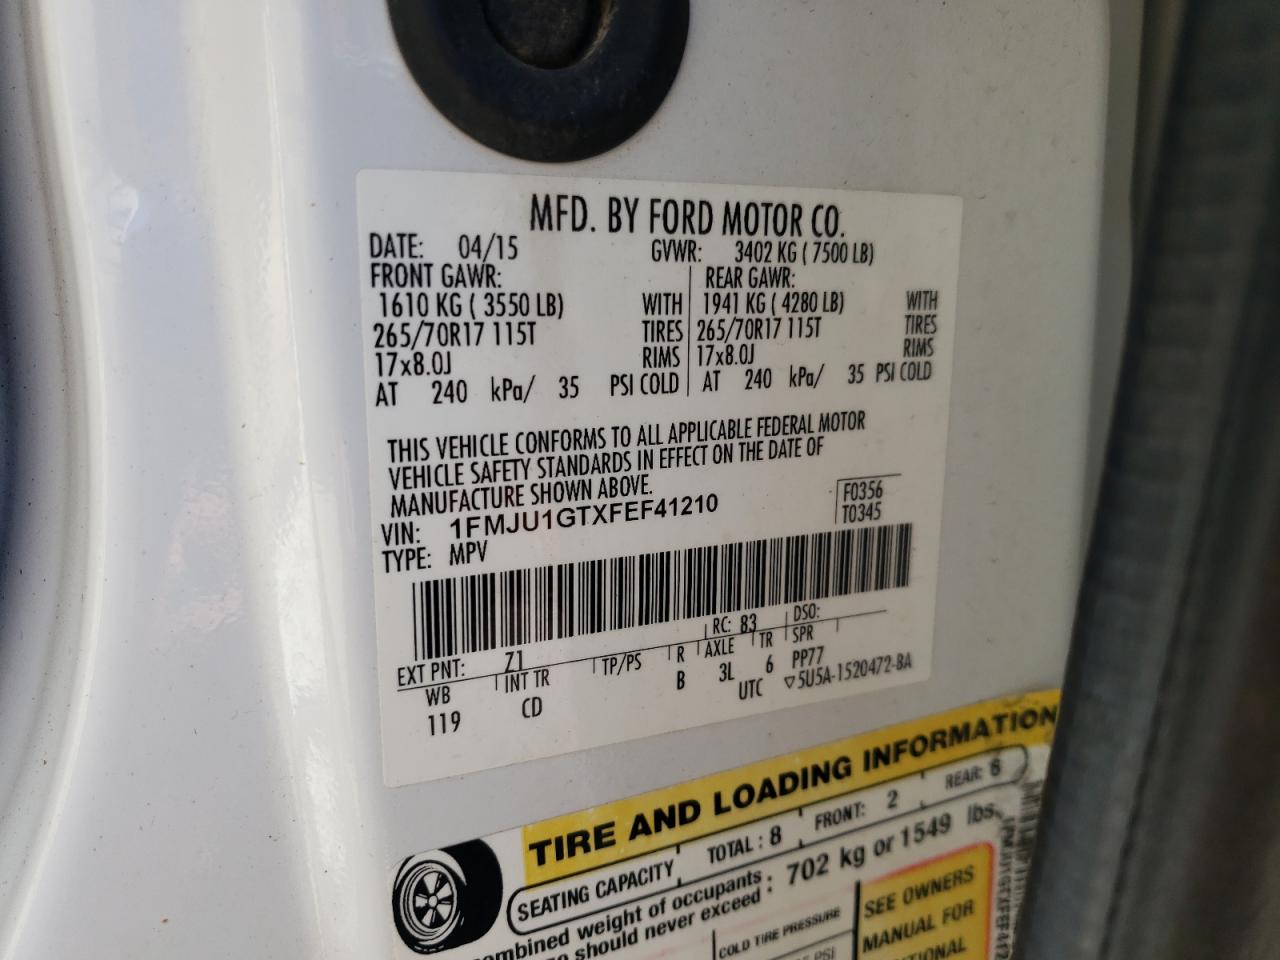 MFD. BY FORD MOTOR CO.
DATE: 04/15 GVWR: 3402 KG ( 7500 LB)
FRONT GAWR: REAR GAWR:
1610 KG ( 3550 LB) WITH 1941 KG ( 4280 LB) WITH
265/70R17 115T TIRES 265/70R17 115T TIRES
17x8.0J RIMS 17x8.0J RIMS
AT 240 kPa/ 35 PSI COLD AT 240 kPa/ 35 PSI COLD
THIS VEHICLE CONFORMS TO ALL APPLICABLE FEDERAL MOTOR
VEHICLE SAFETY STANDARDS IN EFFECT ON THE DATE OF
MANUFACTURE SHOWN ABOVE.
VIN: 1FMJU1GTXFEF41210
TYPE: MPV
F0356
T0345
EXT PNT: Z1 RC: 83 DSO:
WB INT TR TP/PS R AXLE TR SPR
119 CD B 3L 6 PP77
UTC ▽5U5A-1520472-BA
TIRE AND LOADING INFORMATION
SEATING CAPACITY TOTAL : 8 FRONT: 2 REAR: 6
ombined weight of occupants : 702 kg or 1549 lbs.
should never exceed :
COLD TIRE PRESSURE
PSI
SEE OWNERS
MANUAL FOR